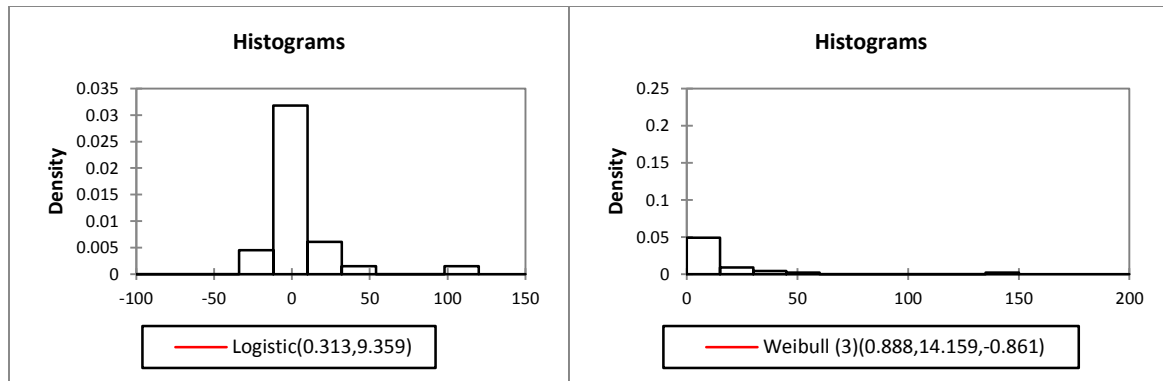 Histograms
0.035
0.03
0.025
0.02
0.015
0.01
0.005
0
Density
-100 -50 0 50 100 150
Logistic(0.313,9.359)
Histograms
0.25
0.2
0.15
0.1
0.05
0
Density
0 50 100 150 200
Weibull (3)(0.888,14.159,-0.861)